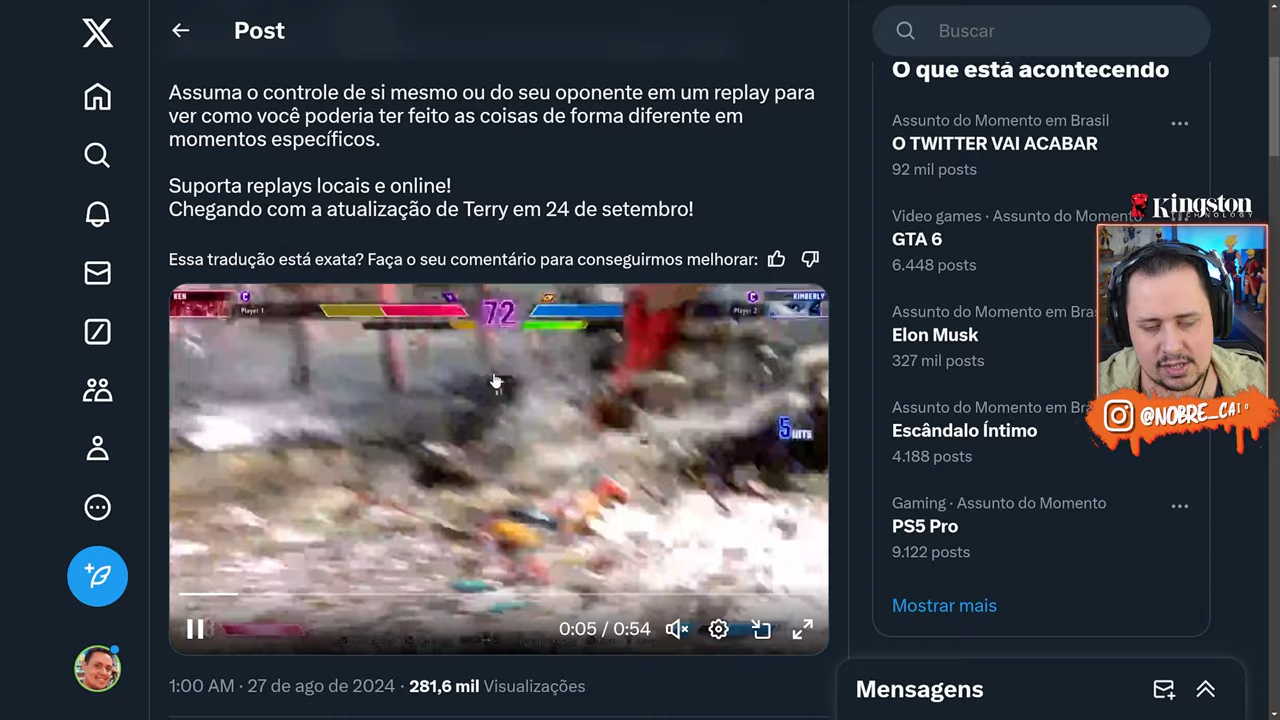 Post
Buscar
Assuma o controle de si mesmo ou do seu oponente em um replay para
ver como você poderia ter feito as coisas de forma diferente em
momentos específicos.
Suporta replays locais e online!
Chegando com a atualização de Terry em 24 de setembro!
Essa tradução está exata? Faça o seu comentário para conseguirmos melhorar:
KEN
Player 1
72
Player 2
KIMBERLY
5 HITS
0:05 / 0:54
1:00 AM · 27 de ago de 2024 · 281,6 mil Visualizações
O que está acontecendo
Assunto do Momento em Brasil
O TWITTER VAI ACABAR
92 mil posts
Video games · Assunto do Momento
GTA 6
6.448 posts
Assunto do Momento em Bras
Elon Musk
327 mil posts
Assunto do Momento em Bra
Escândalo Íntimo
4.188 posts
Gaming · Assunto do Momento
PS5 Pro
9.122 posts
Mostrar mais
Mensagens
Kingston
TECHNOLOGY
@NOBRE_CAIO